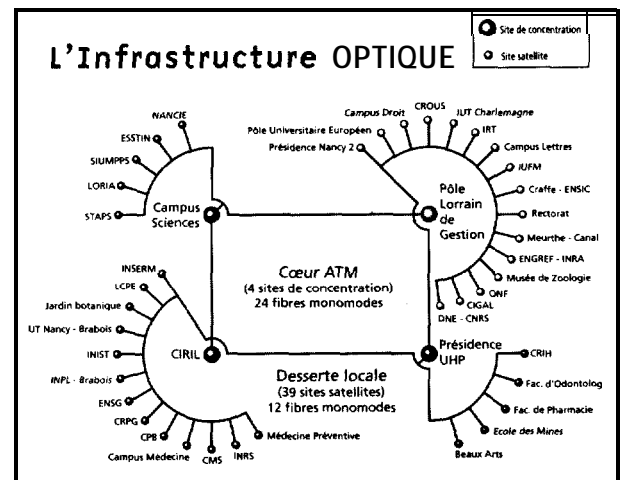 L'Infrastructure OPTIQUE
Site de concentration
Site satellite
NANCIE
ESSTIN
SIUMPPS
LORIA
STAPS
Campus
Sciences
CROUS
Campus Droit
IUT Charlemagne
Pôle Universitaire Européen
IRT
Présidence Nancy 2
Campus Lettres
IUFM
Craffe - ENSIC
Rectorat
Meurthe - Canal
ENGREF - INRA
Musée de Zoologie
ONF
CIGAL
DNE - CNRS
Pôle
Lorrain
de
Gestion
Cœur ATM
(4 sites de concentration)
24 fibres monomodes
INSERM
LCPE
Jardin botanique
UT Nancy - Brabois
INIST
INPL - Brabois
ENSG
CRPG
CPB
Campus Médecine
CMS
INRS
Médecine Préventive
CIRIL
Desserte locale
(39 sites satellites)
12 fibres monomodes
Présidence
UHP
CRIH
Fac. d'Odontolog
Fac. de Pharmacie
Ecole des Mines
Beaux Arts